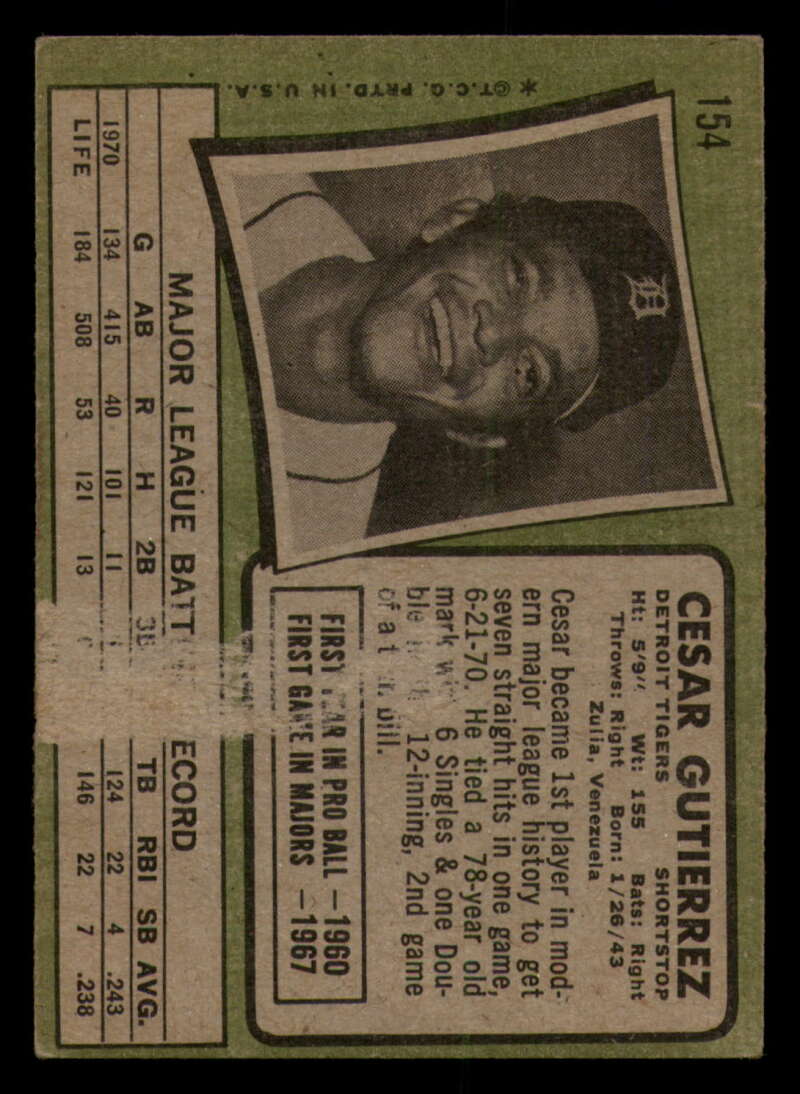 154
CESAR GUTIERREZ
DETROIT TIGERS SHORTSTOP
Ht: 5'9" Wt: 155 Bats: Right
Throws: Right Born: 1/26/43
Zulia, Venezuela
Cesar became 1st player in mod-
ern major league history to get
seven straight hits in one game,
6-21-70. He tied a 78-year old
mark 6 Singles & one Dou-
ble 12-inning, 2nd game
of a bill.
FIRST IN PRO BALL —1960
FIRST GAME IN MAJORS —1967
MAJOR LEAGUE
G AB R H 2B TB RBI SB AVG.
1970 134 415 40 101 11 124 22 4 .243
LIFE 184 508 53 121 13 146 22 7 .238
*©T.C.G. PRTD. IN U.S.A.
D